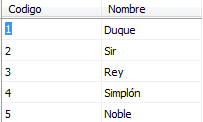 Codigo Nombre
1 Duque
2 Sir
3 Rey
4 Simplón
5 Noble